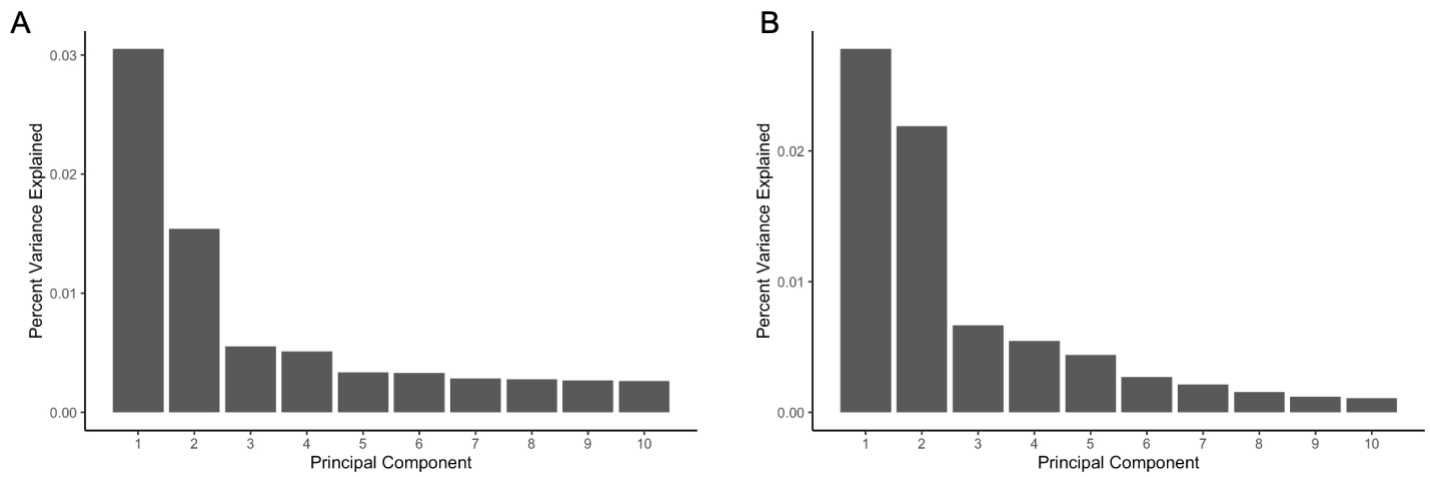 A
Percent Variance Explained
0.03
0.02
0.01
0.00
1 2 3 4 5 6 7 8 9 10
Principal Component
B
Percent Variance Explained
0.02
0.01
0.00
1 2 3 4 5 6 7 8 9 10
Principal Component